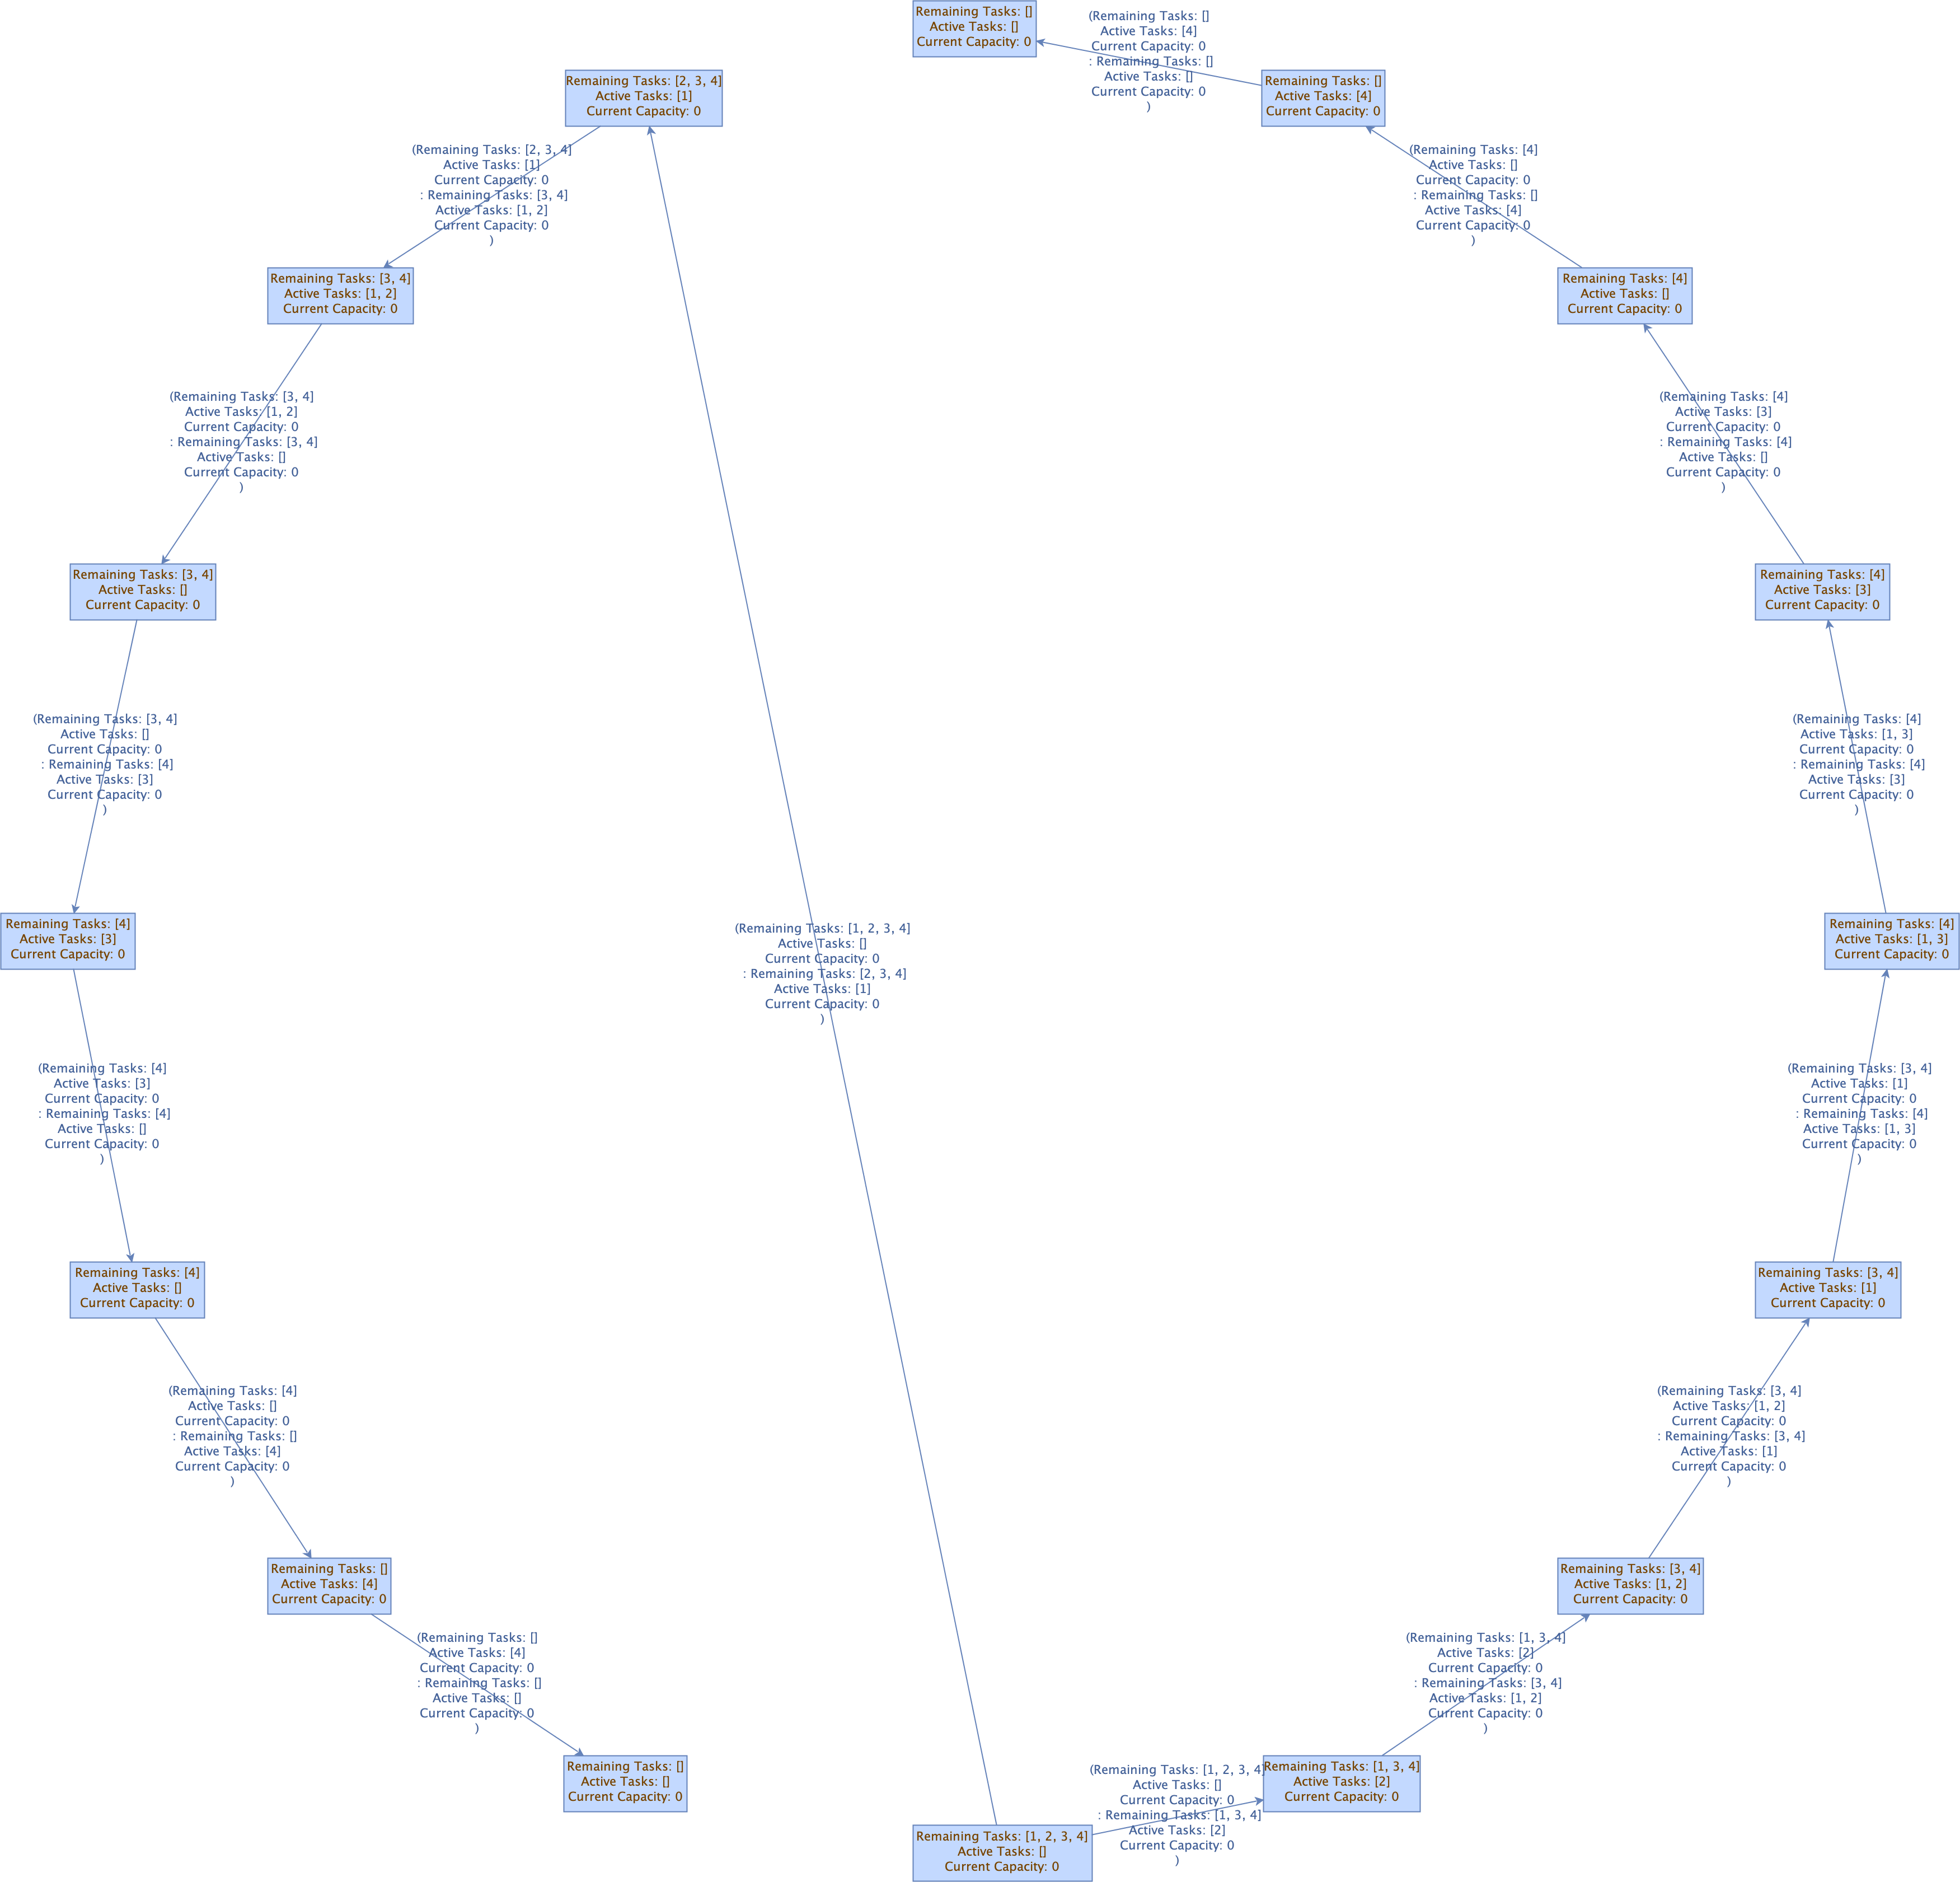 Remaining Tasks: []
Active Tasks: []
Current Capacity: 0
(Remaining Tasks: []
Active Tasks: [4]
Current Capacity: 0
: Remaining Tasks: []
Active Tasks: []
Current Capacity: 0
)
Remaining Tasks: [2, 3, 4]
Active Tasks: [1]
Current Capacity: 0
Remaining Tasks: []
Active Tasks: [4]
Current Capacity: 0
(Remaining Tasks: [2, 3, 4]
Active Tasks: [1]
Current Capacity: 0
: Remaining Tasks: [3, 4]
Active Tasks: [1, 2]
Current Capacity: 0
)
(Remaining Tasks: [4]
Active Tasks: []
Current Capacity: 0
: Remaining Tasks: []
Active Tasks: [4]
Current Capacity: 0
)
Remaining Tasks: [3, 4]
Active Tasks: [1, 2]
Current Capacity: 0
Remaining Tasks: [4]
Active Tasks: []
Current Capacity: 0
(Remaining Tasks: [3, 4]
Active Tasks: [1, 2]
Current Capacity: 0
: Remaining Tasks: [3, 4]
Active Tasks: []
Current Capacity: 0
)
(Remaining Tasks: [4]
Active Tasks: [3]
Current Capacity: 0
: Remaining Tasks: [4]
Active Tasks: []
Current Capacity: 0
)
Remaining Tasks: [3, 4]
Active Tasks: []
Current Capacity: 0
Remaining Tasks: [4]
Active Tasks: [3]
Current Capacity: 0
(Remaining Tasks: [3, 4]
Active Tasks: []
Current Capacity: 0
: Remaining Tasks: [4]
Active Tasks: [3]
Current Capacity: 0
)
(Remaining Tasks: [4]
Active Tasks: [1, 3]
Current Capacity: 0
: Remaining Tasks: [4]
Active Tasks: [3]
Current Capacity: 0
)
Remaining Tasks: [4]
Active Tasks: [3]
Current Capacity: 0
(Remaining Tasks: [1, 2, 3, 4]
Active Tasks: []
Current Capacity: 0
: Remaining Tasks: [2, 3, 4]
Active Tasks: [1]
Current Capacity: 0
)
Remaining Tasks: [4]
Active Tasks: [1, 3]
Current Capacity: 0
(Remaining Tasks: [4]
Active Tasks: [3]
Current Capacity: 0
: Remaining Tasks: [4]
Active Tasks: []
Current Capacity: 0
)
(Remaining Tasks: [3, 4]
Active Tasks: [1]
Current Capacity: 0
: Remaining Tasks: [4]
Active Tasks: [1, 3]
Current Capacity: 0
)
Remaining Tasks: [4]
Active Tasks: []
Current Capacity: 0
Remaining Tasks: [3, 4]
Active Tasks: [1]
Current Capacity: 0
(Remaining Tasks: [4]
Active Tasks: []
Current Capacity: 0
: Remaining Tasks: []
Active Tasks: [4]
Current Capacity: 0
)
(Remaining Tasks: [3, 4]
Active Tasks: [1, 2]
Current Capacity: 0
: Remaining Tasks: [3, 4]
Active Tasks: [1]
Current Capacity: 0
)
Remaining Tasks: []
Active Tasks: [4]
Current Capacity: 0
Remaining Tasks: [3, 4]
Active Tasks: [1, 2]
Current Capacity: 0
(Remaining Tasks: []
Active Tasks: [4]
Current Capacity: 0
: Remaining Tasks: []
Active Tasks: []
Current Capacity: 0
)
(Remaining Tasks: [1, 3, 4]
Active Tasks: [2]
Current Capacity: 0
: Remaining Tasks: [3, 4]
Active Tasks: [1, 2]
Current Capacity: 0
)
Remaining Tasks: []
Active Tasks: []
Current Capacity: 0
(Remaining Tasks: [1, 2, 3, 4]
Active Tasks: []
Current Capacity: 0
: Remaining Tasks: [1, 3, 4]
Active Tasks: [2]
Current Capacity: 0
)
Remaining Tasks: [1, 3, 4]
Active Tasks: [2]
Current Capacity: 0
Remaining Tasks: [1, 2, 3, 4]
Active Tasks: []
Current Capacity: 0